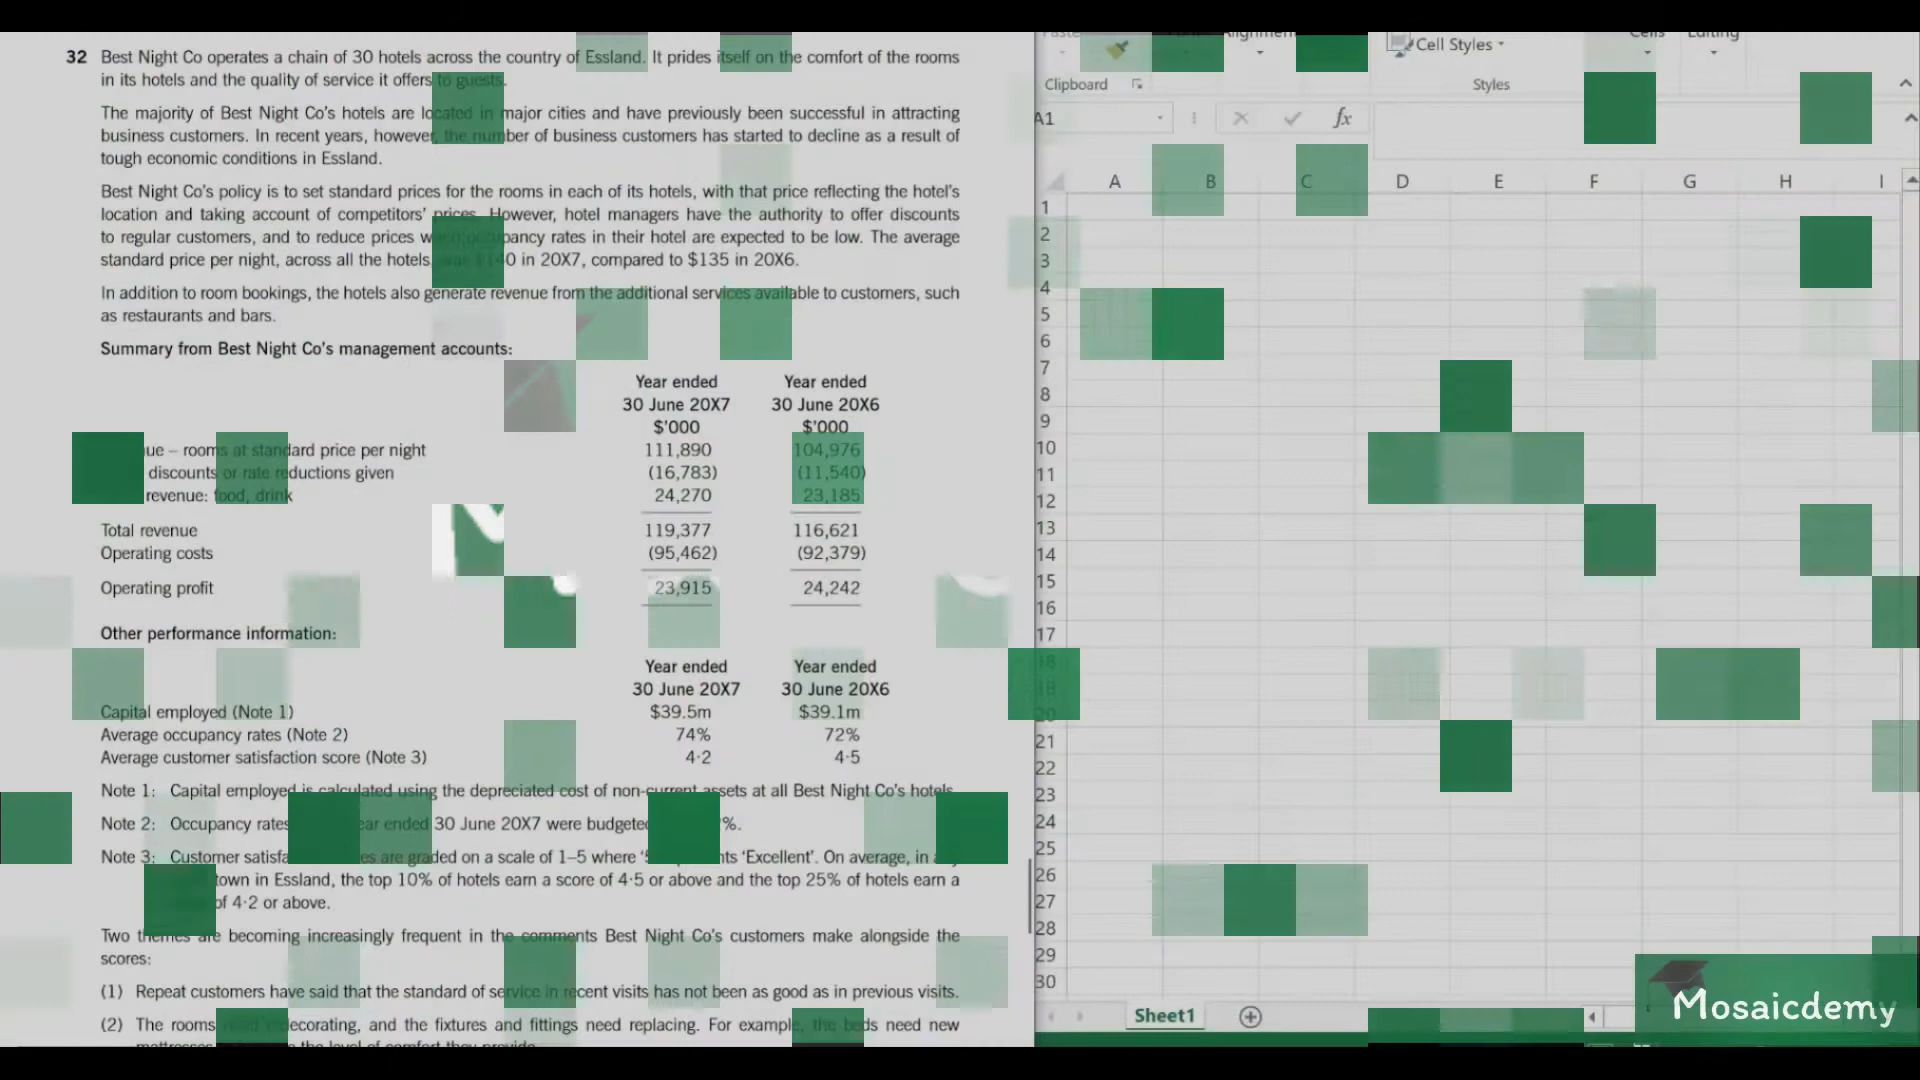 32 Best Night Co operates a chain of 30 hotels across the country of Essland. It prides itself on the comfort of the rooms
in its hotels and the quality of service it offers to guests.
The majority of Best Night Co's hotels are located in major cities and have previously been successful in attracting
business customers. In recent years, however, the number of business customers has started to decline as a result of
tough economic conditions in Essland.
Best Night Co's policy is to set standard prices for the rooms in each of its hotels, with that price reflecting the hotel's
location and taking account of competitors' prices. However, hotel managers have the authority to offer discounts
to regular customers, and to reduce prices when occupancy rates in their hotel are expected to be low. The average
standard price per night, across all the hotels, was $140 in 20X7, compared to $135 in 20X6.
In addition to room bookings, the hotels also generate revenue from the additional services available to customers, such
as restaurants and bars.
Summary from Best Night Co's management accounts:
Year ended Year ended
30 June 20X7 30 June 20X6
$'000 $'000
rooms at standard price per night 111,890 104,976
discounts or rate reductions given (16,783) (11,540)
revenue: food, drink 24,270 23,185
Total revenue 119,377 116,621
Operating costs (95,462) (92,379)
Operating profit 23,915 24,242
Other performance information:
Year ended Year ended
30 June 20X7 30 June 20X6
Capital employed (Note 1) $39.5m $39.1m
Average occupancy rates (Note 2) 74% 72%
Average customer satisfaction score (Note 3) 4·2 4·5
Note 1: Capital employed is calculated using the depreciated cost of non-current assets at all Best Night Co's hotels.
Note 2: Occupancy rates ear ended 30 June 20X7 were budgeted %.
Note 3: Customer are graded on a scale of 1–5 where 'Excellent'. On average, in
town in Essland, the top 10% of hotels earn a score of 4·5 or above and the top 25% of hotels earn a
of 4·2 or above.
Two themes are becoming increasingly frequent in the comments Best Night Co's customers make alongside the
scores:
(1) Repeat customers have said that the standard of service in recent visits has not been as good as in previous visits.
(2) The rooms decorating, and the fixtures and fittings need replacing. For example, the beds need new
Alignment Cells Editing
Cell Styles
Clipboard Styles
A1 fx
A B C D E F G H I
1
2
3
4
5
6
7
8
9
10
11
12
13
14
15
16
17
18
19
20
21
22
23
24
25
26
27
28
29
30
Sheet1
Mosaicdemy